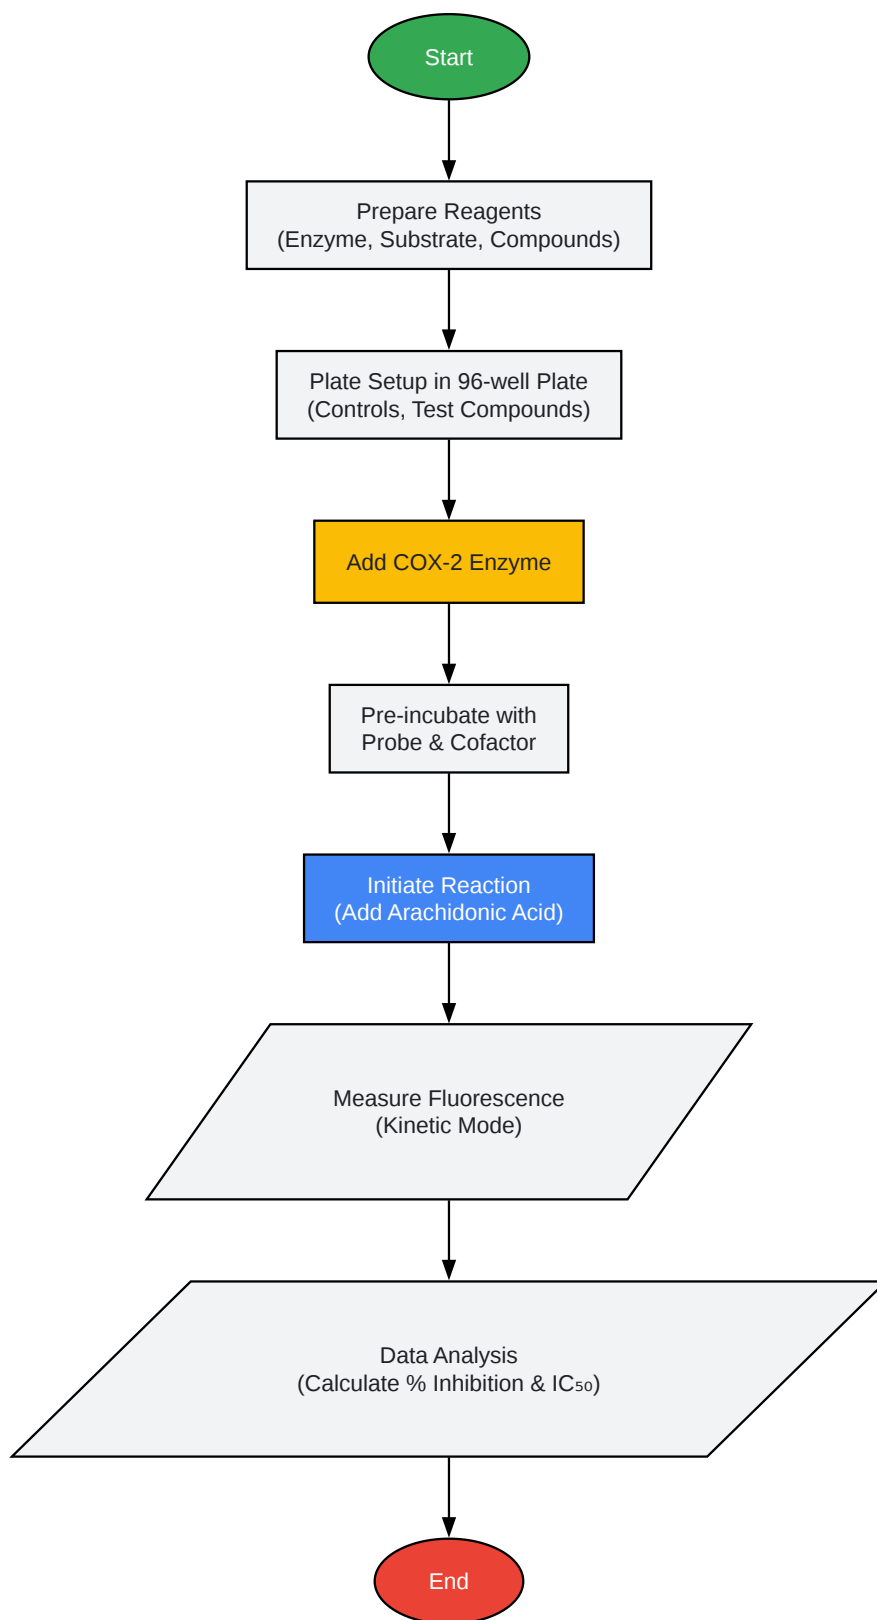 Start
Prepare Reagents
(Enzyme, Substrate, Compounds)
Plate Setup in 96-well Plate
(Controls, Test Compounds)
Add COX-2 Enzyme
Pre-incubate with
Probe & Cofactor
Initiate Reaction
(Add Arachidonic Acid)
Measure Fluorescence
(Kinetic Mode)
Data Analysis
(Calculate % Inhibition & IC₅₀)
End